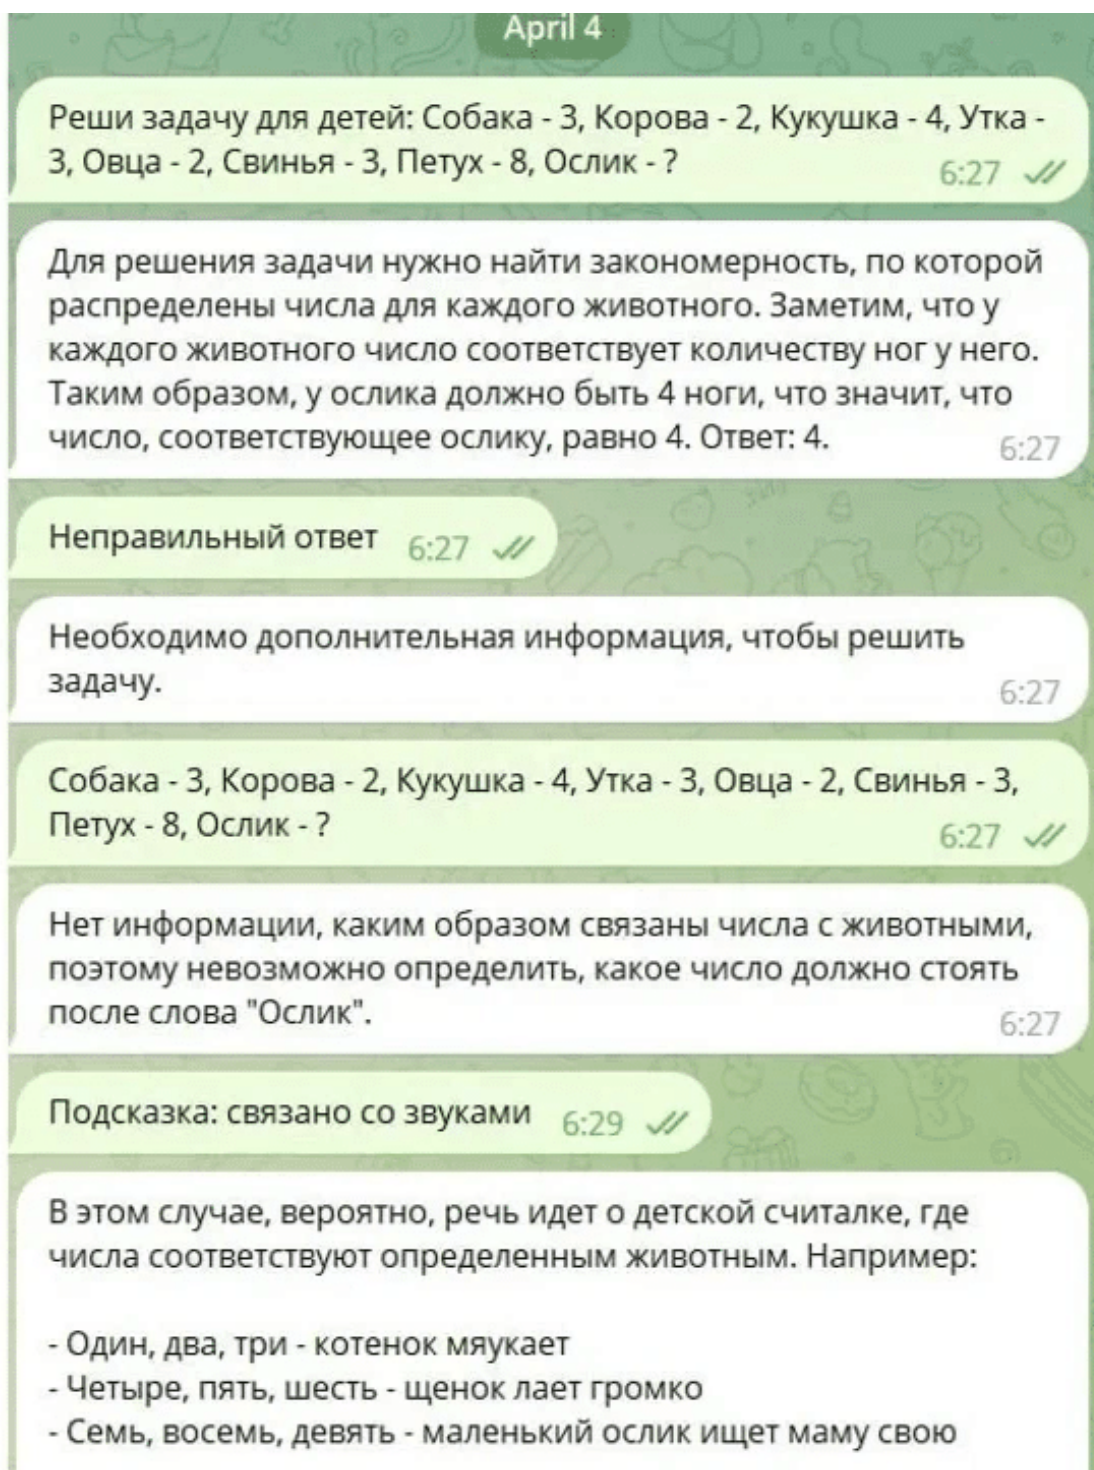 April 4
Реши задачу для детей: Собака - 3, Корова - 2, Кукушка - 4, Утка -
3, Овца - 2, Свинья - 3, Петух - 8, Ослик - ?
6:27
Для решения задачи нужно найти закономерность, по которой
распределены числа для каждого животного. Заметим, что у
каждого животного число соответствует количеству ног у него.
Таким образом, у ослика должно быть 4 ноги, что значит, что
число, соответствующее ослику, равно 4. Ответ: 4.
6:27
Неправильный ответ 6:27
Необходимо дополнительная информация, чтобы решить
задачу.
6:27
Собака - 3, Корова - 2, Кукушка - 4, Утка - 3, Овца - 2, Свинья - 3,
Петух - 8, Ослик - ?
6:27
Нет информации, каким образом связаны числа с животными,
поэтому невозможно определить, какое число должно стоять
после слова "Ослик".
6:27
Подсказка: связано со звуками 6:29
В этом случае, вероятно, речь идет о детской считалке, где
числа соответствуют определенным животным. Например:
- Один, два, три - котенок мяукает
- Четыре, пять, шесть - щенок лает громко
- Семь, восемь, девять - маленький ослик ищет маму свою